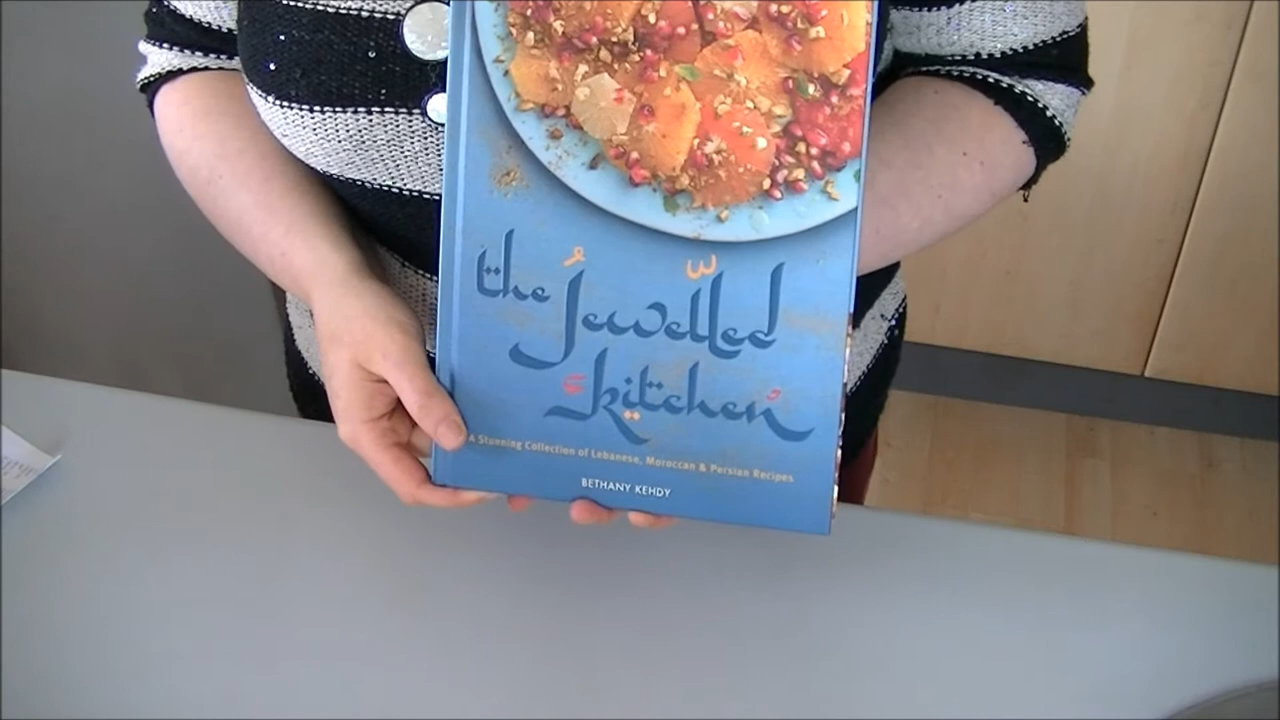 the Jewelled
kitchen
A Stunning Collection of Lebanese, Moroccan & Persian Recipes
BETHANY KEHDY